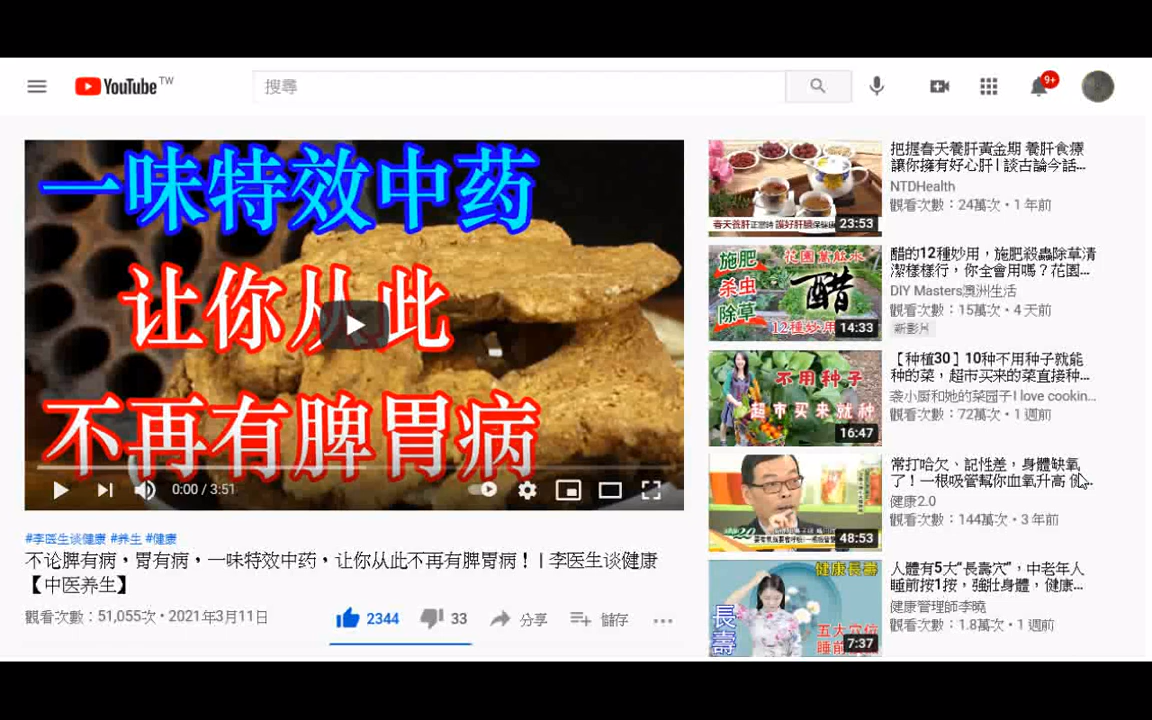 YouTube TW
搜尋
9+
一味特效中药
让你从此
不再有脾胃病
0:00 / 3:51
#李医生谈健康 #养生 #健康
不论脾有病，胃有病，一味特效中药，让你从此不再有脾胃病！ | 李医生谈健康
【中医养生】
觀看次數：51,055次 • 2021年3月11日
2344
33
分享
儲存
春天養肝正當時
23:53
把握春天養肝黃金期 養肝食療
讓你擁有好心肝 | 談古論今話...
NTDHealth
觀看次數：24萬次 • 1 年前
施肥
杀虫
除草
醋
12種妙用
14:33
醋的12種妙用，施肥殺蟲除草清
潔樣樣行，你全會用嗎？花園...
DIY Masters澳洲生活
觀看次數：15萬次 • 4 天前
新影片
不用种子
超市买来就种
16:47
【种植30】10种不用种子就能
种的菜，超市买来的菜直接种...
袭小厨和她的菜园子I love cookin...
觀看次數：72萬次 • 1 週前
48:53
常打哈欠、記性差，身體缺氧
了！一根吸管幫你血氧升高 健...
健康2.0
觀看次數：144萬次 • 3 年前
健康長壽
長壽
五大穴位
睡前
7:37
人體有5大“長壽穴”，中老年人
睡前按1按，強壯身體，健康...
健康管理師李曉
觀看次數：1.8萬次 • 1 週前